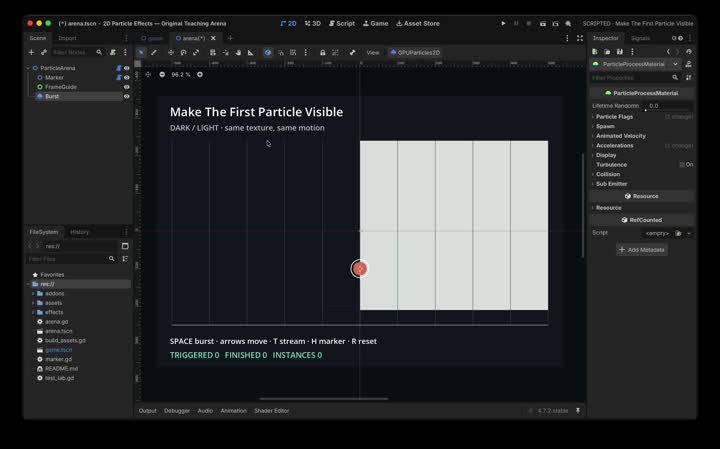 (*) arena.tscn - 2D Particle Effects — Original Teaching Arena
2D
3D
Script
Game
Asset Store
SCRIPTED · Make The First Particle Visible
Scene
Import
Filter Nodes
ParticleArena
Marker
FrameGuide
Burst
game
arena(*)
View
GPUParticles2D
96.2 %
Make The First Particle Visible
DARK / LIGHT · same texture, same motion
SPACE burst · arrows move · T stream · H marker · R reset
TRIGGERED 0 FINISHED 0 INSTANCES 0
FileSystem
History
res://
Filter Files
Favorites
res://
addons
assets
effects
arena.gd
arena.tscn
build_assets.gd
game.tscn
marker.gd
README.md
test_lab.gd
Output
Debugger
Audio
Animation
Shader Editor
4.7.2.stable
Inspector
Signals
ParticleProcessMaterial
Filter Properties
ParticleProcessMaterial
Lifetime Randomn
0.0
Particle Flags
(1 change)
Spawn
Animated Velocity
Accelerations
(1 change)
Display
Turbulence
On
Collision
Sub Emitter
Resource
Resource
RefCounted
Script
<empty>
Add Metadata